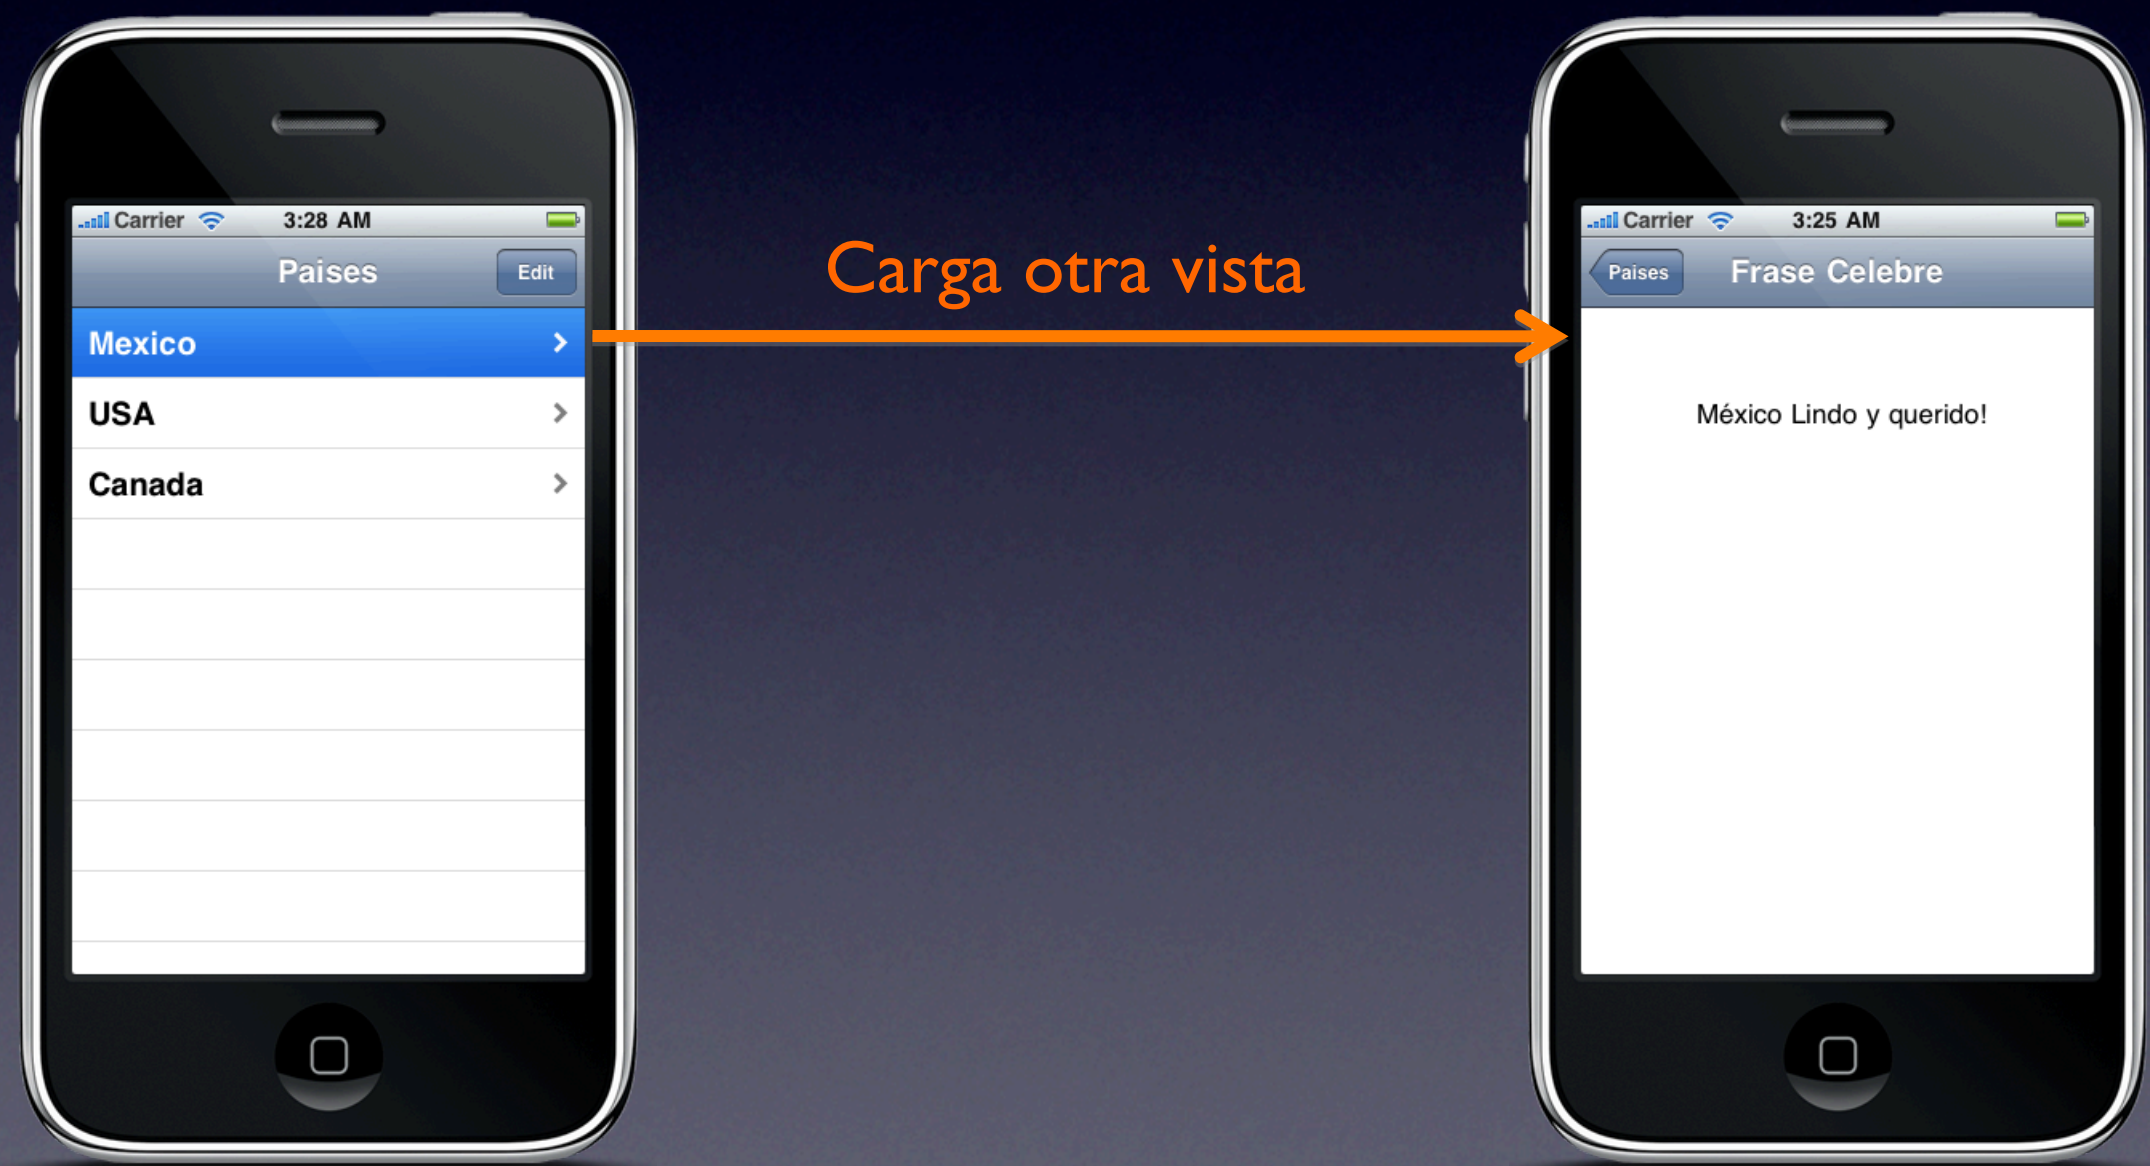 Carrier 3:28 AM
Paises Edit
Mexico
USA
Canada
Carga otra vista
Carrier 3:25 AM
Paises Frase Celebre
México Lindo y querido!